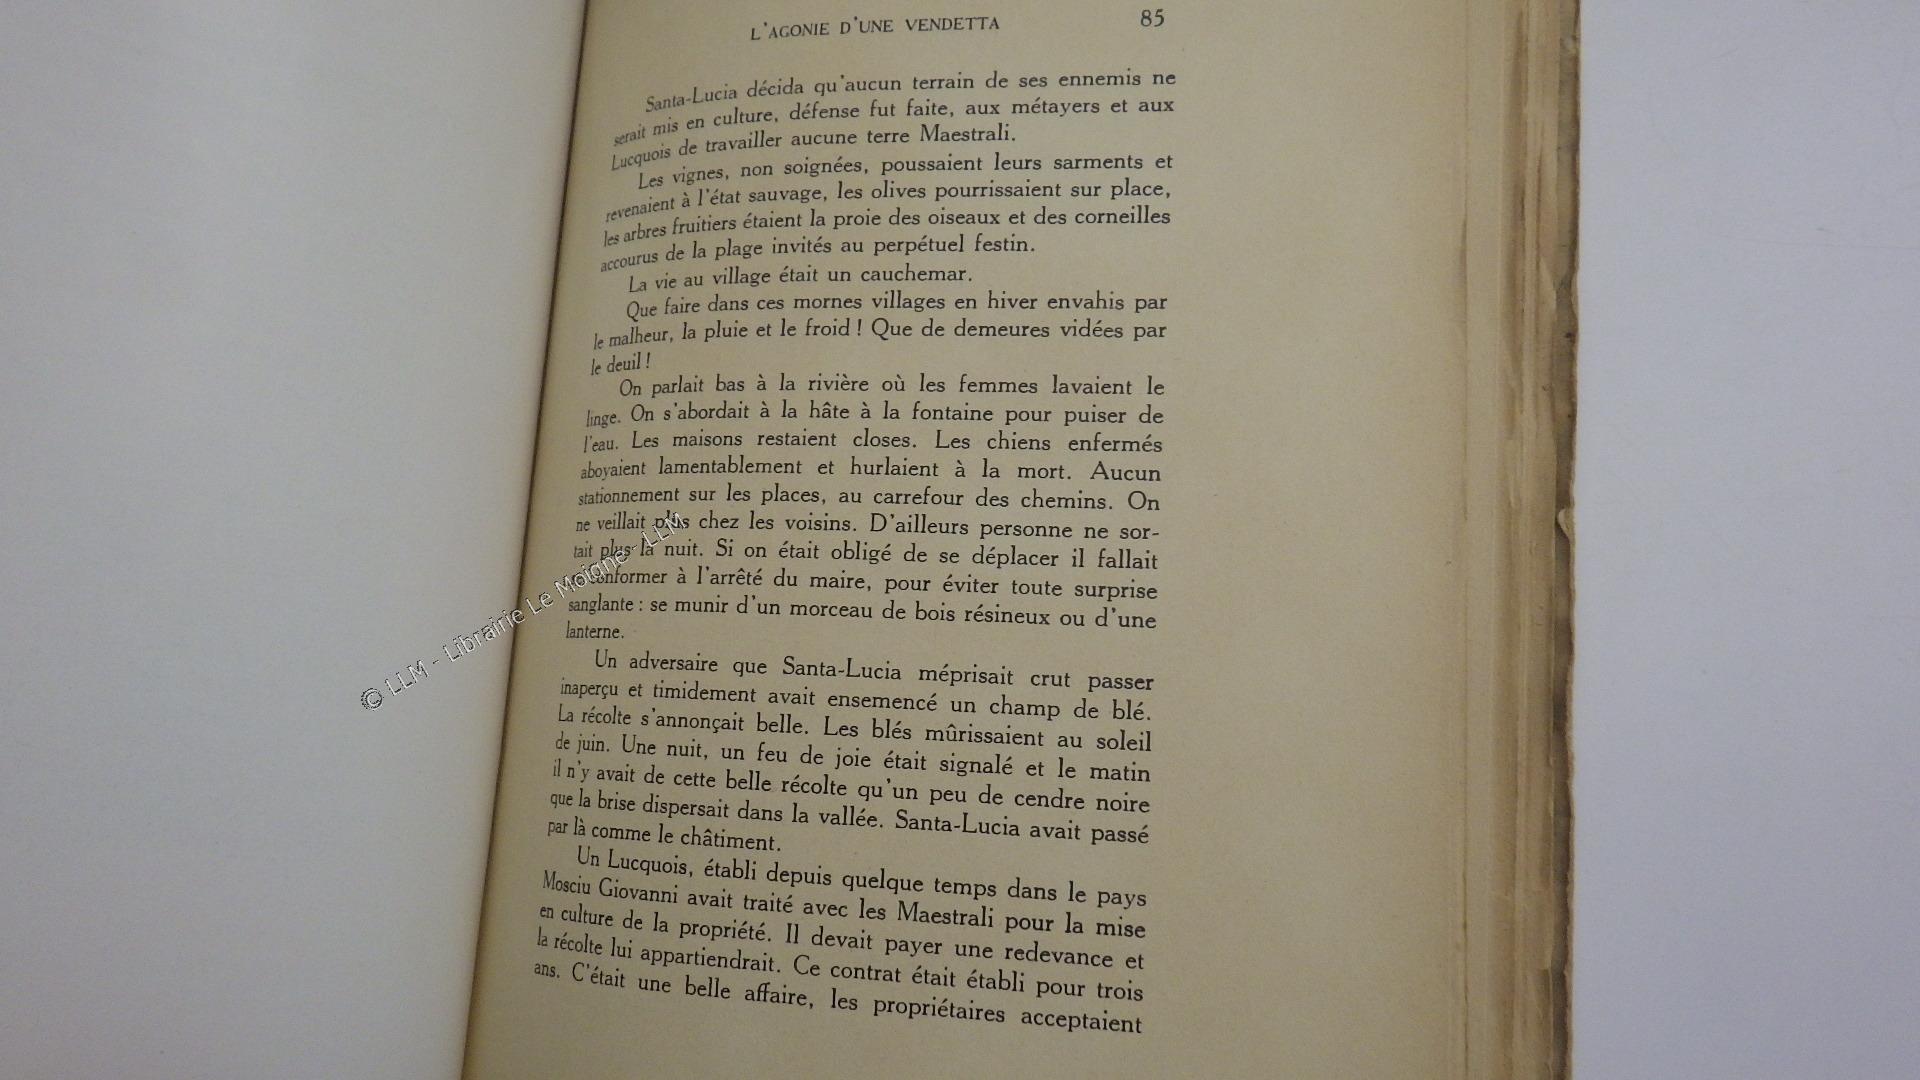 L'AGONIE D'UNE VENDETTA 85
Santa-Lucia décida qu'aucun terrain de ses ennemis ne
serait mis en culture, défense fut faite, aux métayers et aux
Lucquois de travailler aucune terre Maestrali.
Les vignes, non soignées, poussaient leurs sarments et
revenaient à l'état sauvage, les olives pourrissaient sur place,
les arbres fruitiers étaient la proie des oiseaux et des corneilles
accourus de la plage invités au perpétuel festin.
La vie au village était un cauchemar.
Que faire dans ces mornes villages en hiver envahis par
le malheur, la pluie et le froid ! Que de demeures vidées par
le deuil !
On parlait bas à la rivière où les femmes lavaient le
linge. On s'abordait à la hâte à la fontaine pour puiser de
l'eau. Les maisons restaient closes. Les chiens enfermés
aboyaient lamentablement et hurlaient à la mort. Aucun
stationnement sur les places, au carrefour des chemins. On
ne veillait plus chez les voisins. D'ailleurs personne ne sor-
tait plus la nuit. Si on était obligé de se déplacer il fallait
conformer à l'arrêté du maire, pour éviter toute surprise
sanglante : se munir d'un morceau de bois résineux ou d'une
lanterne.
Un adversaire que Santa-Lucia méprisait crut passer
inaperçu et timidement avait ensemencé un champ de blé.
La récolte s'annonçait belle. Les blés mûrissaient au soleil
de juin. Une nuit, un feu de joie était signalé et le matin
il n'y avait de cette belle récolte qu'un peu de cendre noire
que la brise dispersait dans la vallée. Santa-Lucia avait passé
par là comme le châtiment.
Un Lucquois, établi depuis quelque temps dans le pays
Mosciu Giovanni avait traité avec les Maestrali pour la mise
en culture de la propriété. Il devait payer une redevance et
la récolte lui appartiendrait. Ce contrat était établi pour trois
ans. C'était une belle affaire, les propriétaires acceptaient
© LLM - Librairie Le Moigne - LLM